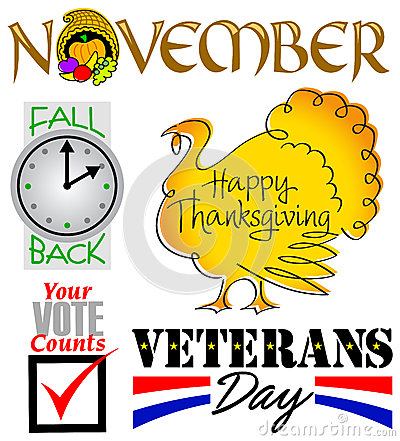 NOVEMBER
FALL
BACK
Happy
Thanksgiving
Your
VOTE
Counts
VETERANS
Day
dreamstime.com